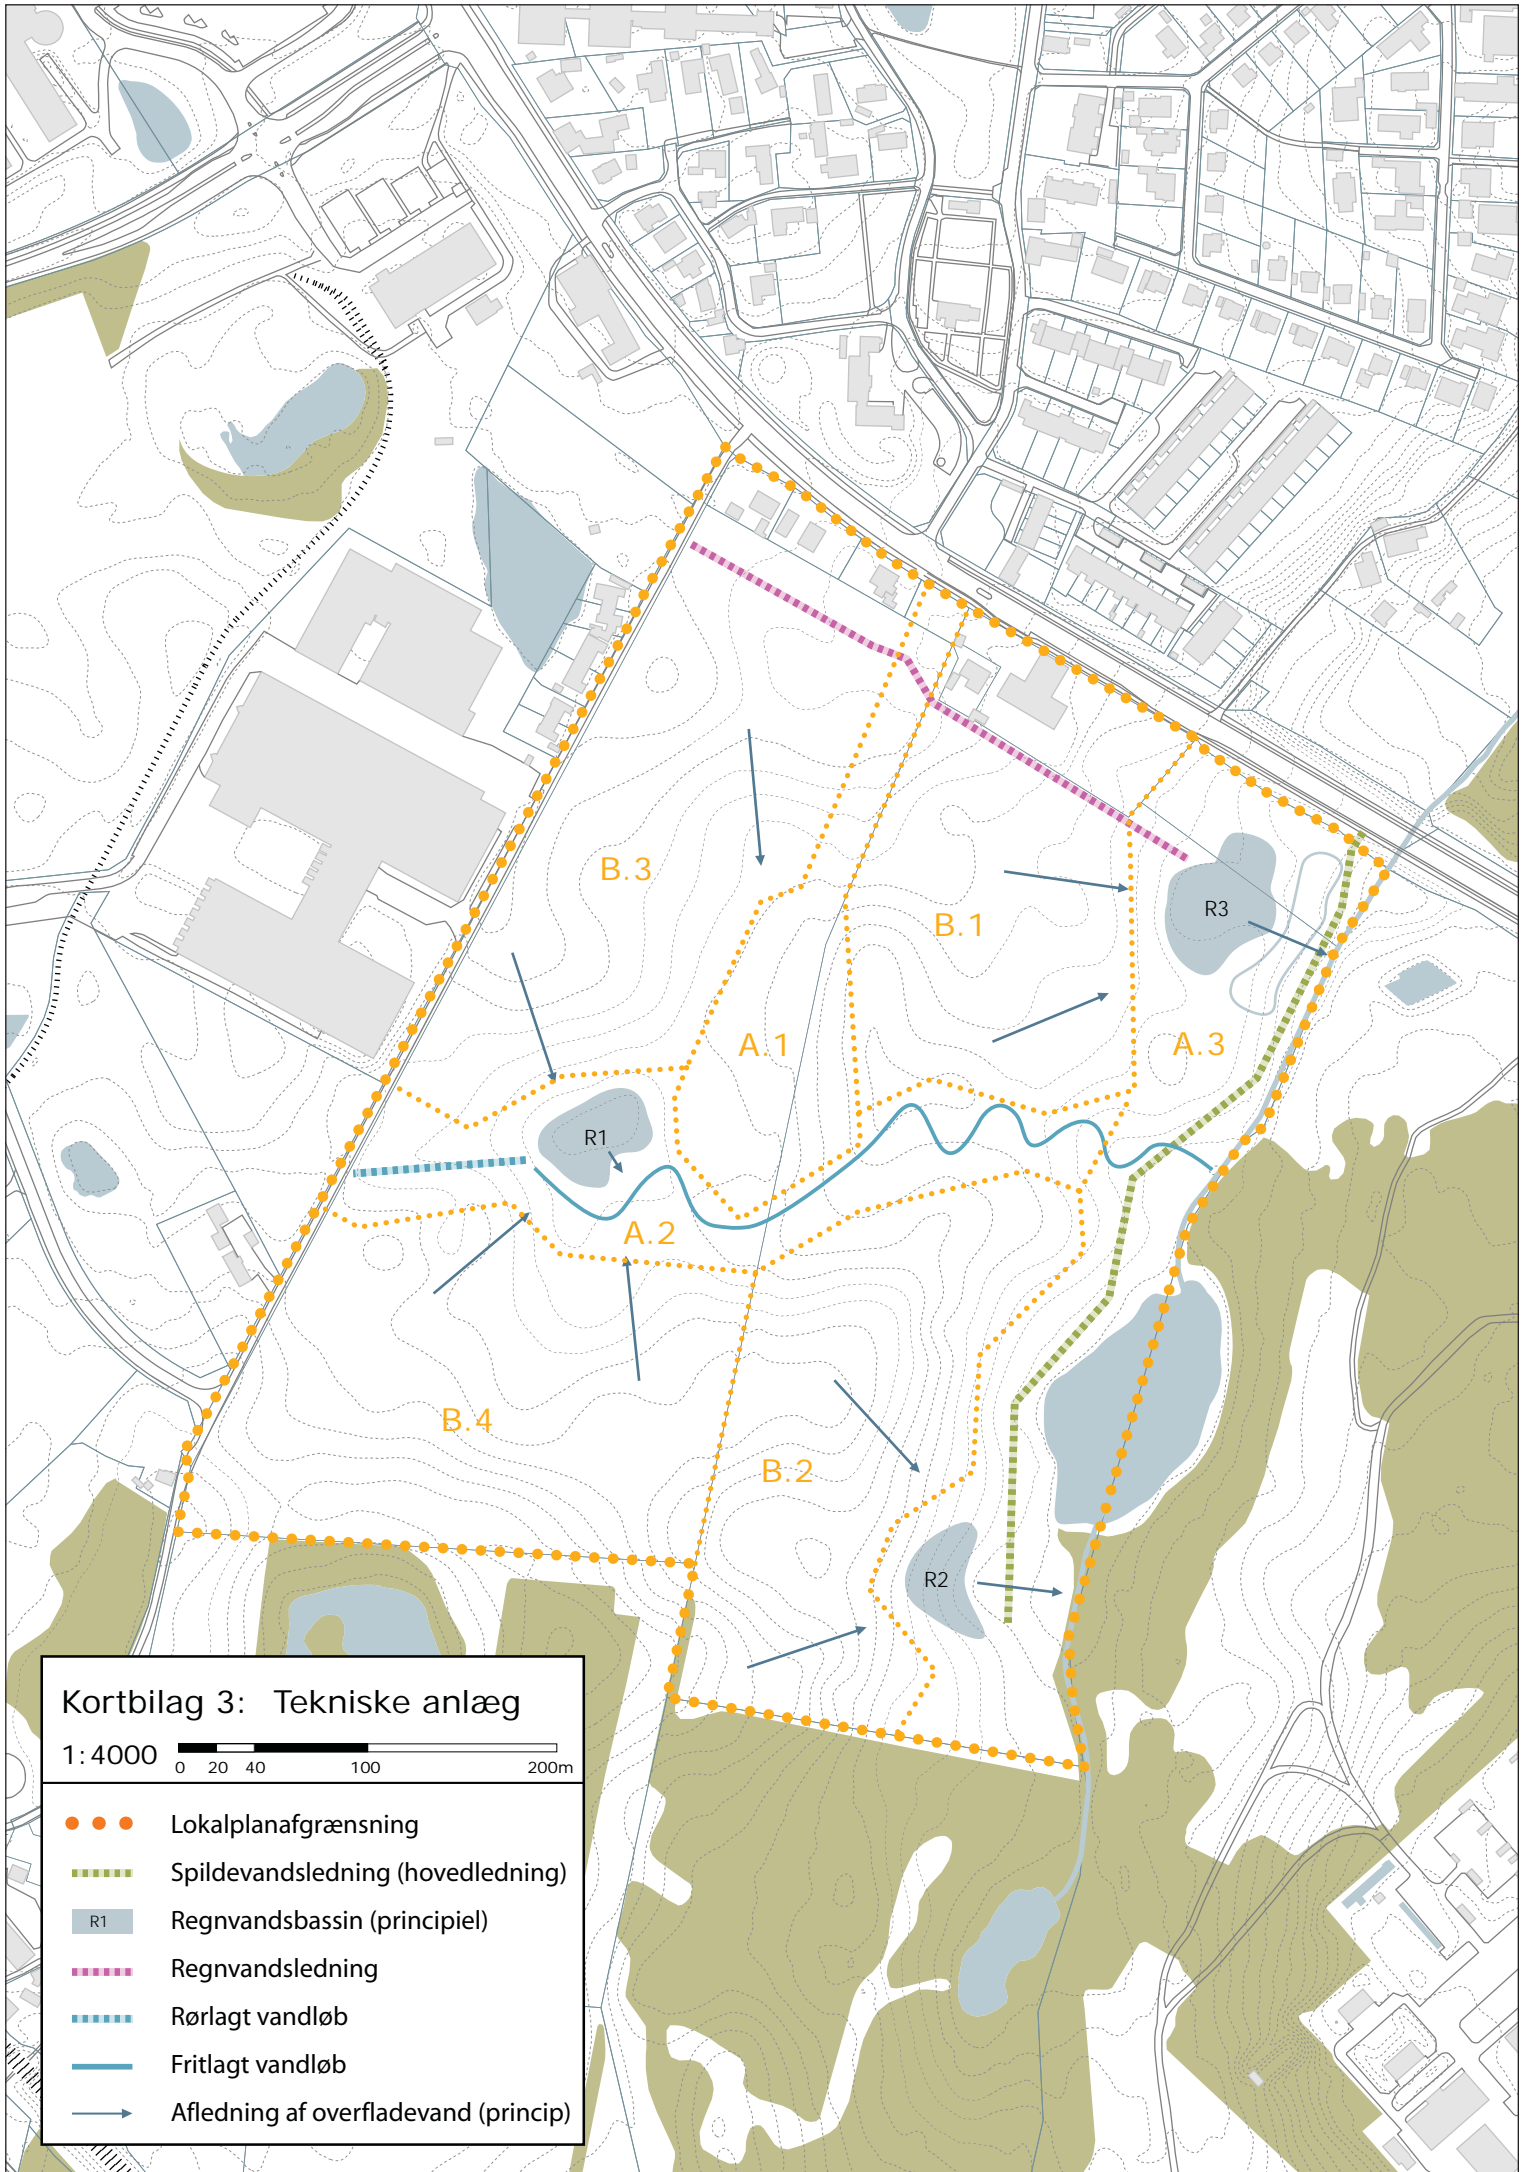 B.3
B.1
R3
A.1
A.3
R1
A.2
B.4
B.2
R2
Kortbilag 3: Tekniske anlæg
1:4000
0 20 40 100 200m
Lokalplanafgrænsning
Spildevandsledning (hovedledning)
R1 Regnvandsbassin (principiel)
Regnvandsledning
Rørlagt vandløb
Fritlagt vandløb
Afledning af overfladevand (princip)